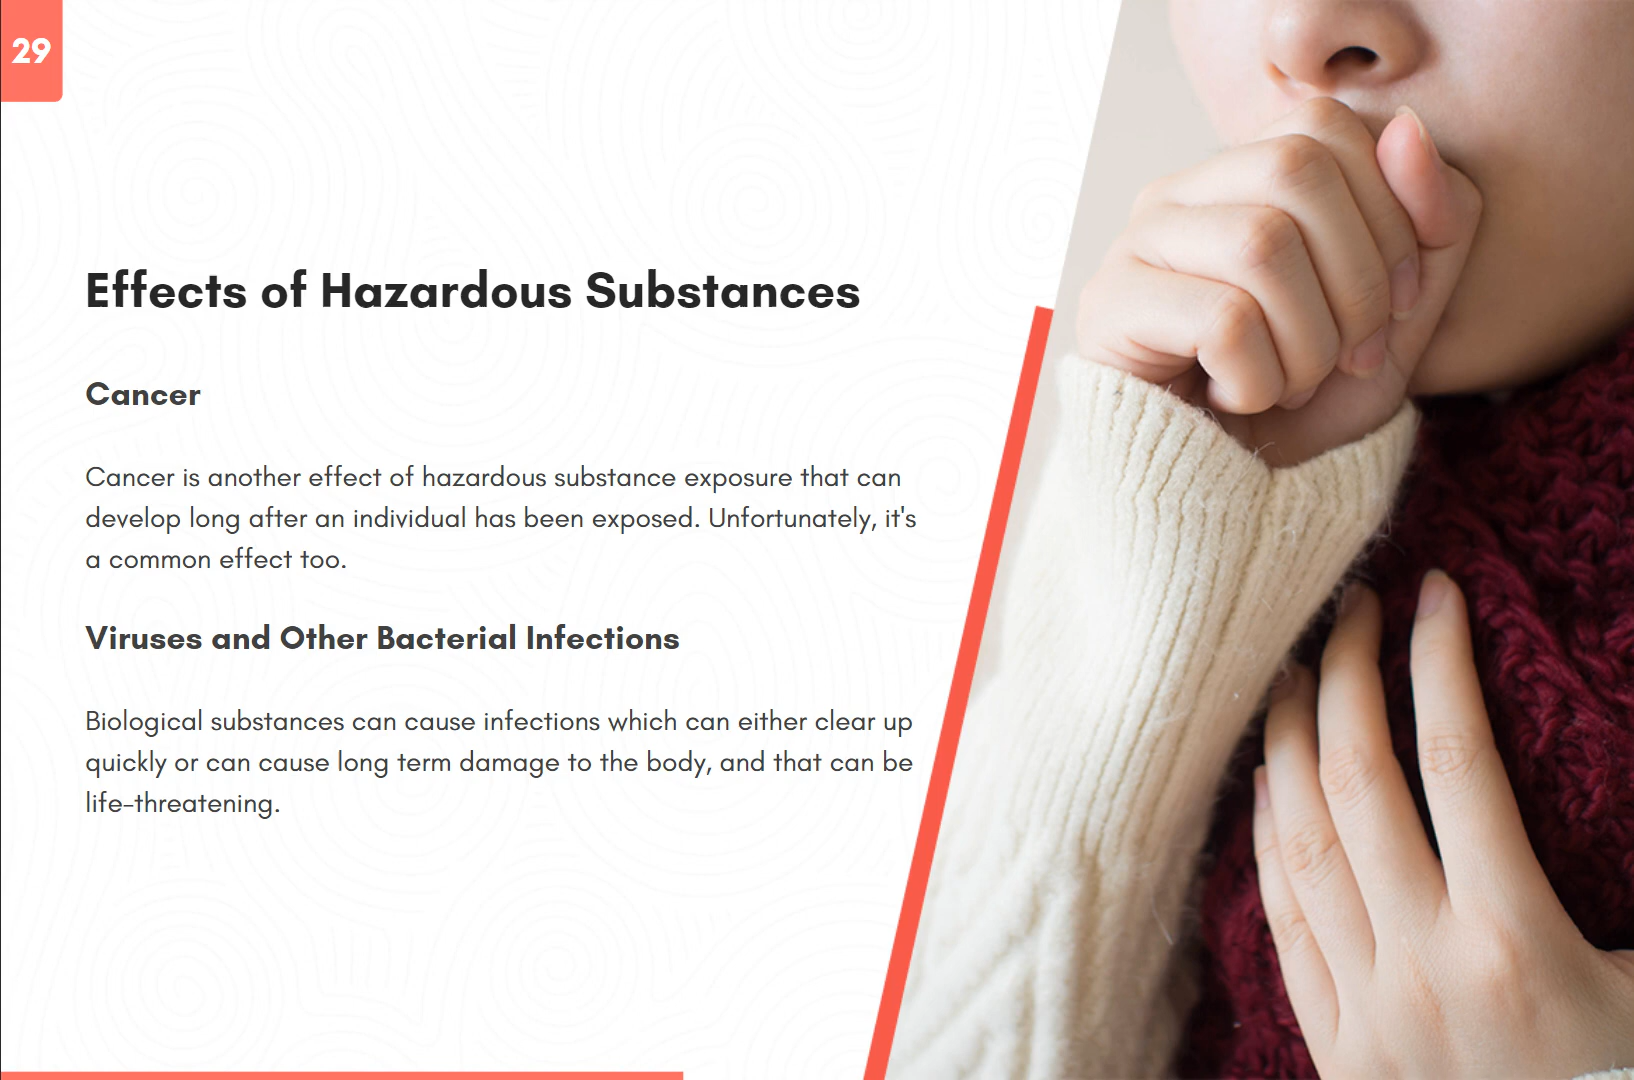 29
Effects of Hazardous Substances
Cancer
Cancer is another effect of hazardous substance exposure that can
develop long after an individual has been exposed. Unfortunately, it's
a common effect too.
Viruses and Other Bacterial Infections
Biological substances can cause infections which can either clear up
quickly or can cause long term damage to the body, and that can be
life-threatening.